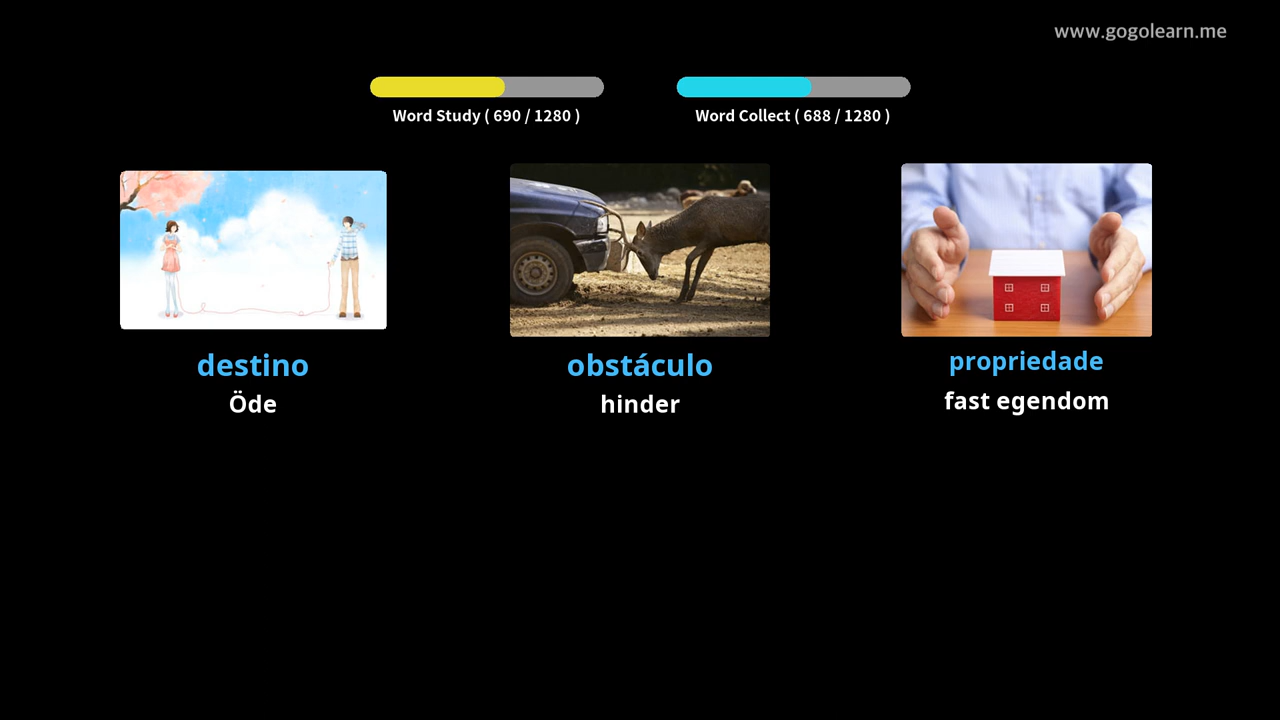 www.gogolearn.me
Word Study ( 690 / 1280 )
Word Collect ( 688 / 1280 )
destino
obstáculo
propriedade
Öde
hinder
fast egendom